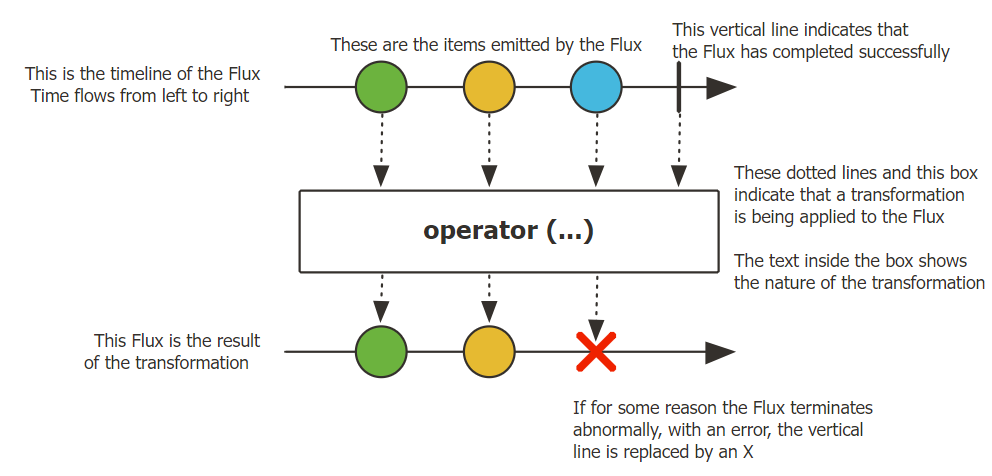 These are the items emitted by the Flux
This vertical line indicates that
the Flux has completed successfully
This is the timeline of the Flux
Time flows from left to right
These dotted lines and this box
indicate that a transformation
is being applied to the Flux
operator (...)
The text inside the box shows
the nature of the transformation
This Flux is the result
of the transformation
If for some reason the Flux terminates
abnormally, with an error, the vertical
line is replaced by an X